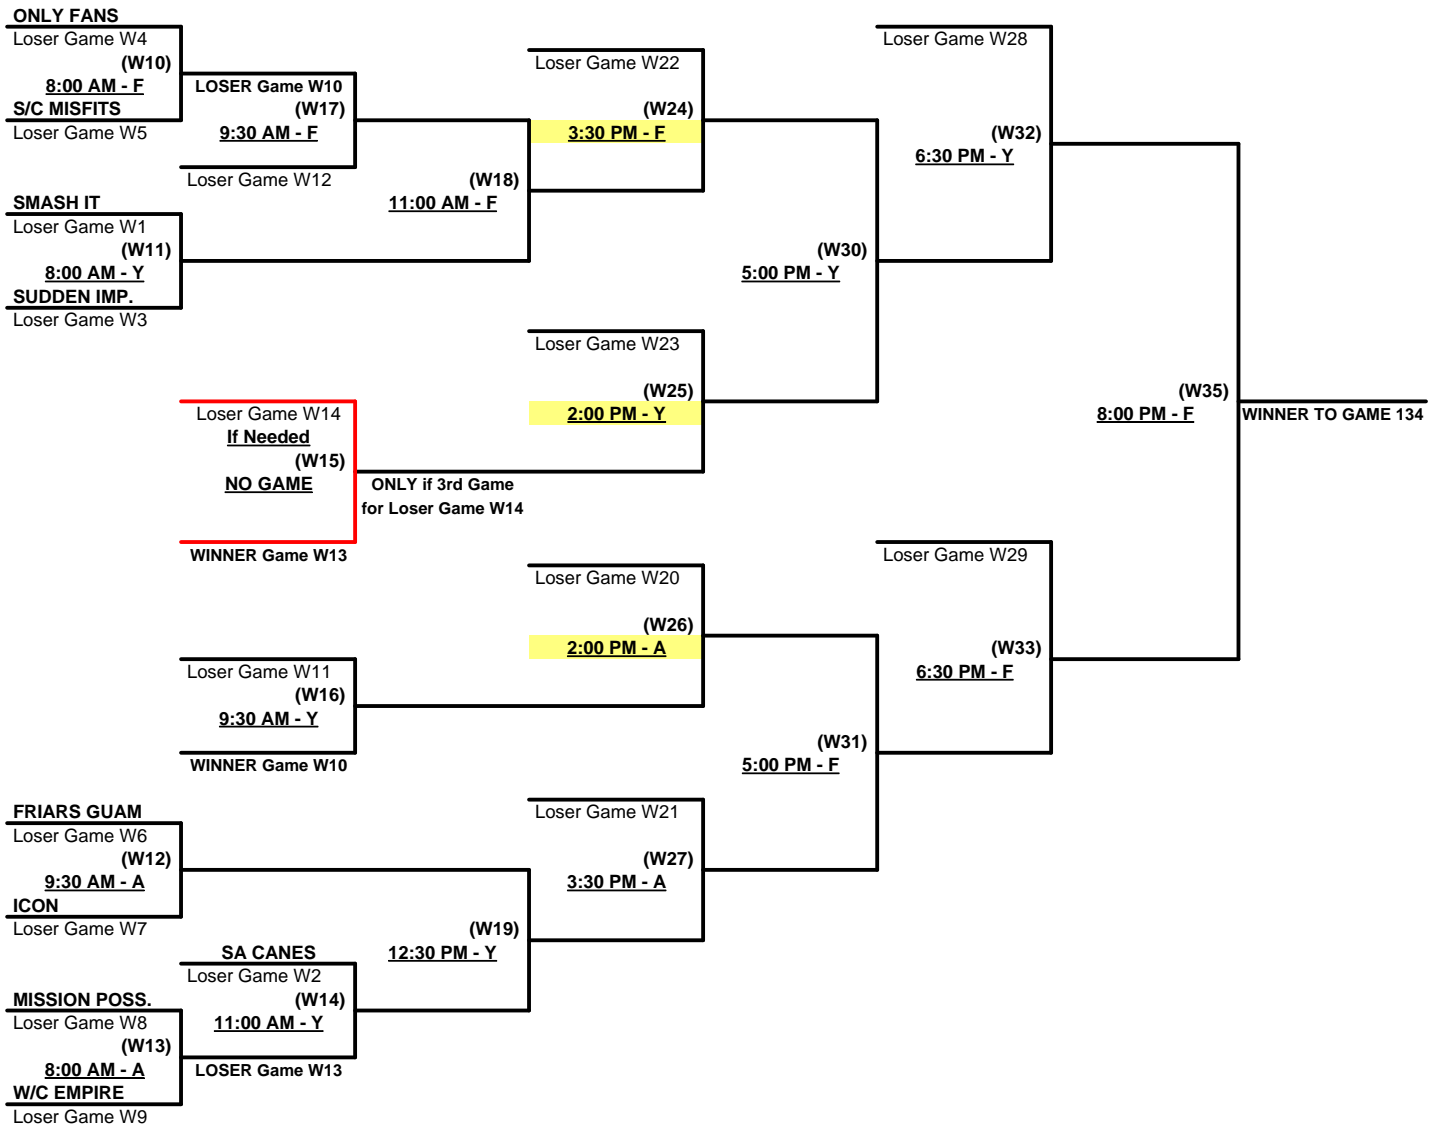 ONLY FANS
Loser Game W4
(W10)
8:00 AM - F
S/C MISFITS
Loser Game W5
LOSER Game W10
(W17)
9:30 AM - F
Loser Game W12
SMASH IT
Loser Game W1
(W11)
8:00 AM - Y
SUDDEN IMP.
Loser Game W3
(W18)
11:00 AM - F
Loser Game W22
(W24)
3:30 PM - F
Loser Game W28
(W32)
6:30 PM - Y
(W30)
5:00 PM - Y
Loser Game W23
(W25)
2:00 PM - Y
Loser Game W14
If Needed
(W15)
NO GAME
WINNER Game W13
ONLY if 3rd Game
for Loser Game W14
(W35)
8:00 PM - F
WINNER TO GAME 134
Loser Game W20
(W26)
2:00 PM - A
Loser Game W11
(W16)
9:30 AM - Y
WINNER Game W10
Loser Game W29
(W33)
6:30 PM - F
(W31)
5:00 PM - F
FRIARS GUAM
Loser Game W6
(W12)
9:30 AM - A
ICON
Loser Game W7
Loser Game W21
(W27)
3:30 PM - A
(W19)
12:30 PM - Y
SA CANES
Loser Game W2
(W14)
11:00 AM - Y
LOSER Game W13
MISSION POSS.
Loser Game W8
(W13)
8:00 AM - A
W/C EMPIRE
Loser Game W9